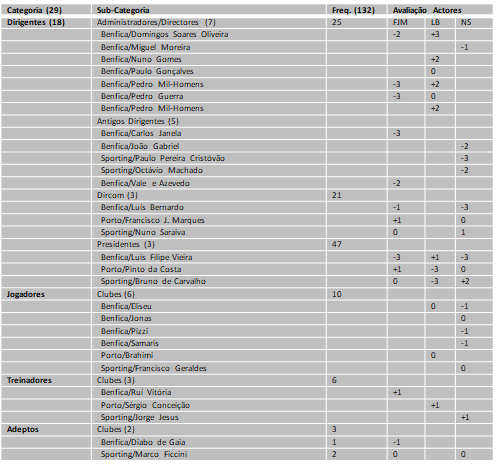 Categoria (29) Sub-Categoria Freq. (132) Avaliação Actores
Dirigentes (18) Administradores/Directores (7) 25 FJM LB NS
Benfica/Domingos Soares Oliveira -2 +3
Benfica/Miguel Moreira -1
Benfica/Nuno Gomes +2
Benfica/Paulo Gonçalves 0
Benfica/Pedro Mil-Homens -3 +2
Benfica/Pedro Guerra -3 0
Benfica/Pedro Mil-Homens +2
Antigos Dirigentes (5)
Benfica/Carlos Janela -3
Benfica/João Gabriel -2
Sporting/Paulo Pereira Cristóvão -3
Sporting/Octávio Machado -2
Benfica/Vale e Azevedo -2
Dircom (3) 21
Benfica/Luís Bernardo -1 -3
Porto/Francisco J. Marques +1 0
Sporting/Nuno Saraiva 0 1
Presidentes (3) 47
Benfica/Luís Filipe Vieira -3 +1 -3
Porto/Pinto da Costa +1 -3 0
Sporting/Bruno de Carvalho 0 -3 +2
Jogadores Clubes (6) 10
Benfica/Eliseu 0 -1
Benfica/Jonas 0
Benfica/Pizzi -1
Benfica/Samaris -1
Porto/Brahimi 0
Sporting/Francisco Geraldes 0
Treinadores Clubes (3) 6
Benfica/Rui Vitória +1
Porto/Sérgio Conceição +1
Sporting/Jorge Jesus +1
Adeptos Clubes (2) 3
Benfica/Diabo de Gaia 1 -1
Sporting/Marco Ficcini 2 0 0